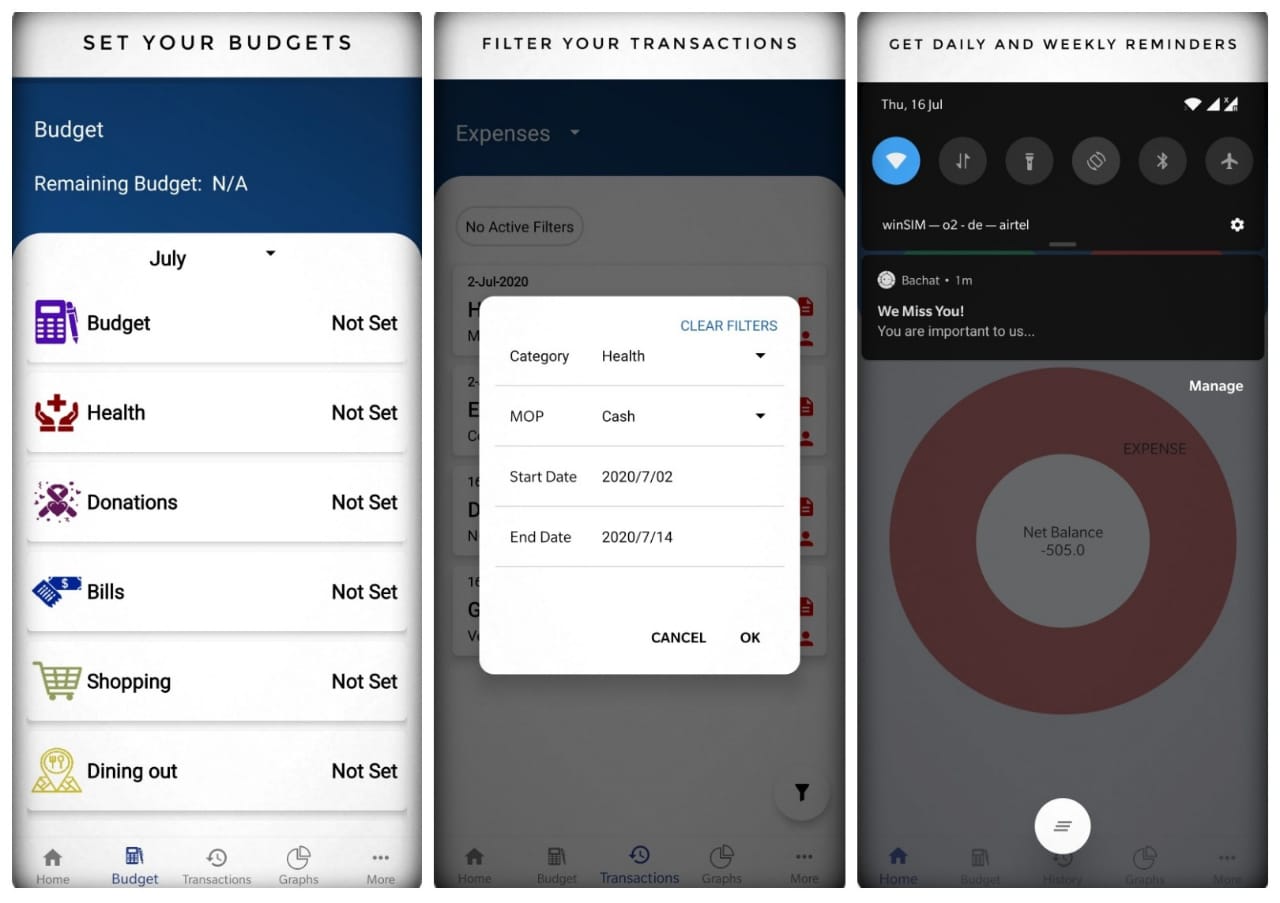 SET YOUR BUDGETS
Budget
Remaining Budget: N/A
July
Budget Not Set
Health Not Set
Donations Not Set
Bills Not Set
$
Shopping Not Set
Dining out Not Set
Home Budget Transactions Graphs More
FILTER YOUR TRANSACTIONS
Expenses
No Active Filters
2-Jul-2020
H
M
2-
E
Co
16
D
N
16
G
Ve
CLEAR FILTERS
Category Health
MOP Cash
Start Date 2020/7/02
End Date 2020/7/14
CANCEL OK
Home Budget Transactions Graphs More
GET DAILY AND WEEKLY REMINDERS
Thu, 16 Jul
winSIM — o2 - de — airtel
Bachat • 1m
We Miss You!
You are important to us...
Manage
EXPENSE
Net Balance
-505.0
Home Budget History Graphs More